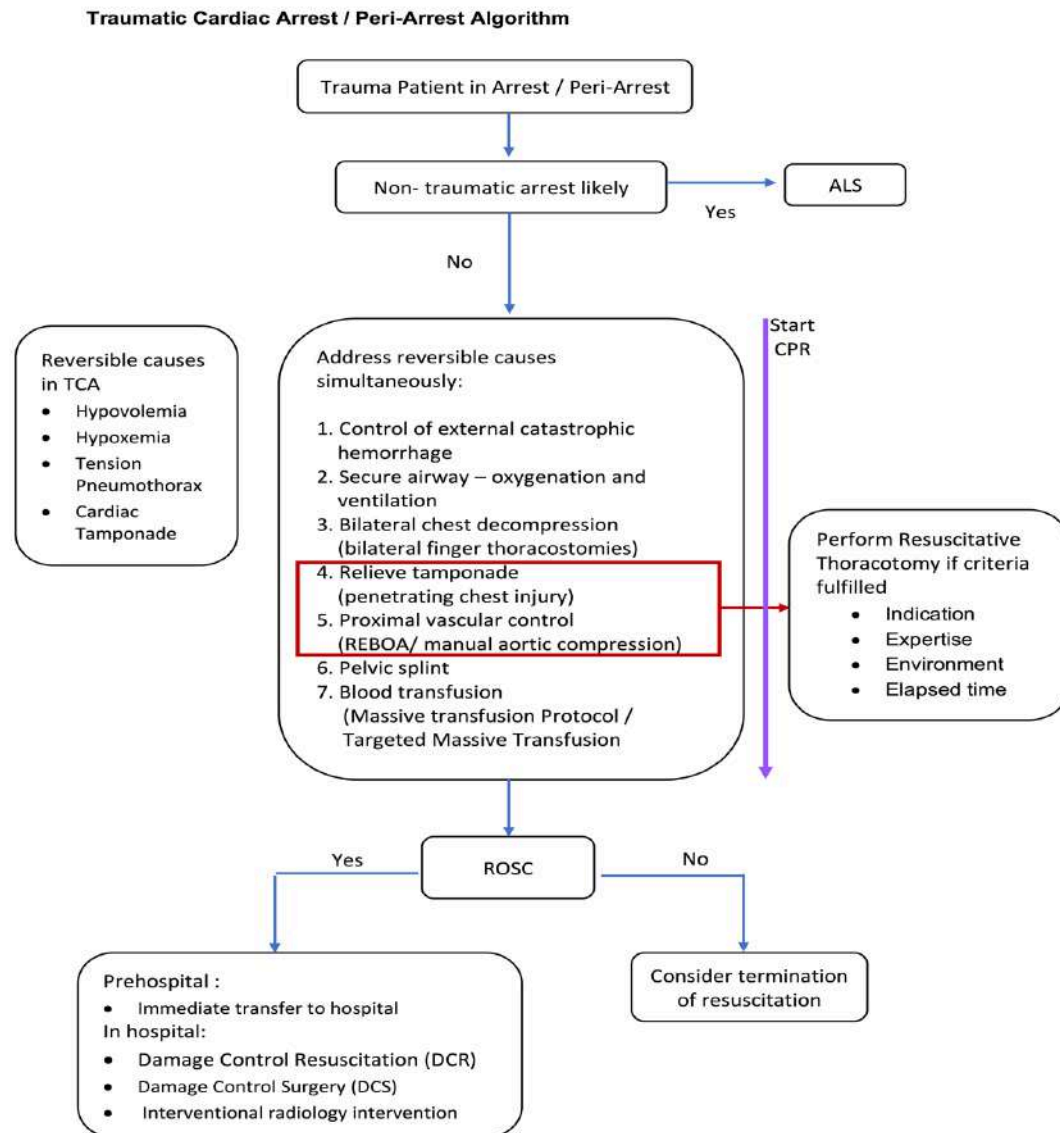 Traumatic Cardiac Arrest / Peri-Arrest Algorithm
Trauma Patient in Arrest / Peri-Arrest
Non- traumatic arrest likely
Yes
ALS
No
Reversible causes
in TCA
• Hypovolemia
• Hypoxemia
• Tension
Pneumothorax
• Cardiac
Tamponade
Address reversible causes
simultaneously:
1. Control of external catastrophic
hemorrhage
2. Secure airway – oxygenation and
ventilation
3. Bilateral chest decompression
(bilateral finger thoracostomies)
4. Relieve tamponade
(penetrating chest injury)
5. Proximal vascular control
(REBOA/ manual aortic compression)
6. Pelvic splint
7. Blood transfusion
(Massive transfusion Protocol /
Targeted Massive Transfusion
Start
CPR
Perform Resuscitative
Thoracotomy if criteria
fulfilled
• Indication
• Expertise
• Environment
• Elapsed time
ROSC
Yes
No
Prehospital :
• Immediate transfer to hospital
In hospital:
• Damage Control Resuscitation (DCR)
• Damage Control Surgery (DCS)
• Interventional radiology intervention
Consider termination
of resuscitation